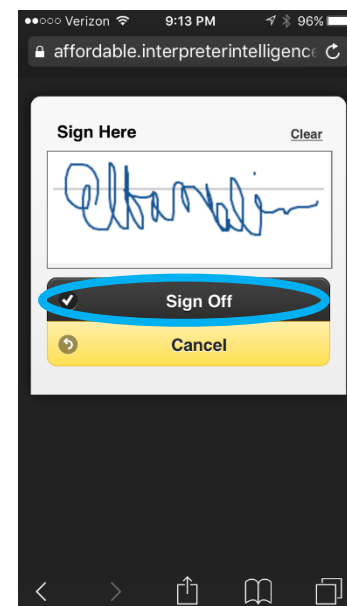 ●●○○○ Verizon 9:13 PM 96%
affordable.interpreterintelligence
Sign Here Clear
Sign Off
Cancel